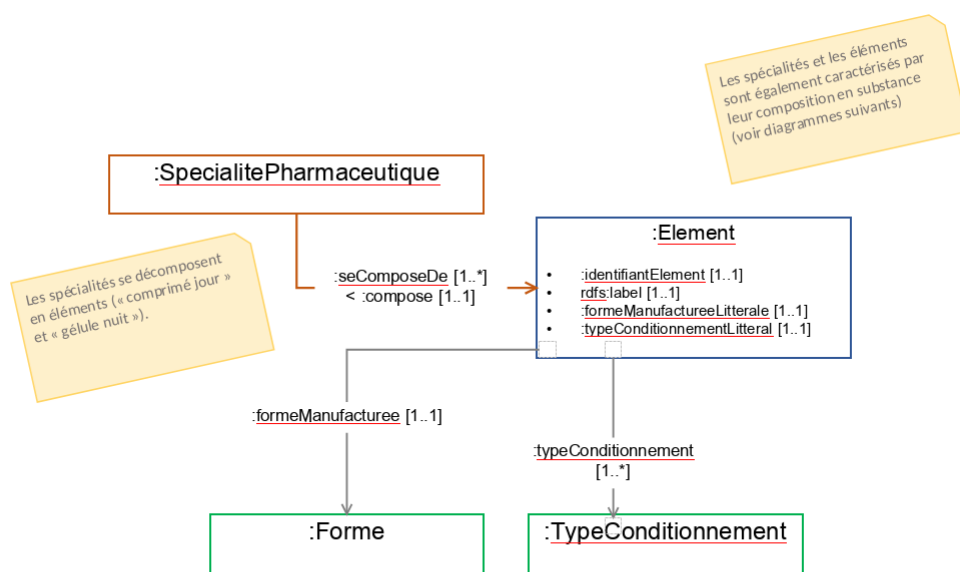 Les spécialités et les éléments
sont également caractérisés par
leur composition en substance
(voir diagrammes suivants)
:SpecialitePharmaceutique
:Element
• :identifiantElement [1..1]
• rdfs:label [1..1]
• :formeManufactureeLitterale [1..1]
• :typeConditionnementLitteral [1..1]
:seComposeDe [1..*]
< :compose [1..1]
Les spécialités se décomposent
en éléments (« comprimé jour »
et « gélule nuit »).
:formeManufacturee [1..1]
:typeConditionnement
[1..*]
:Forme
:TypeConditionnement